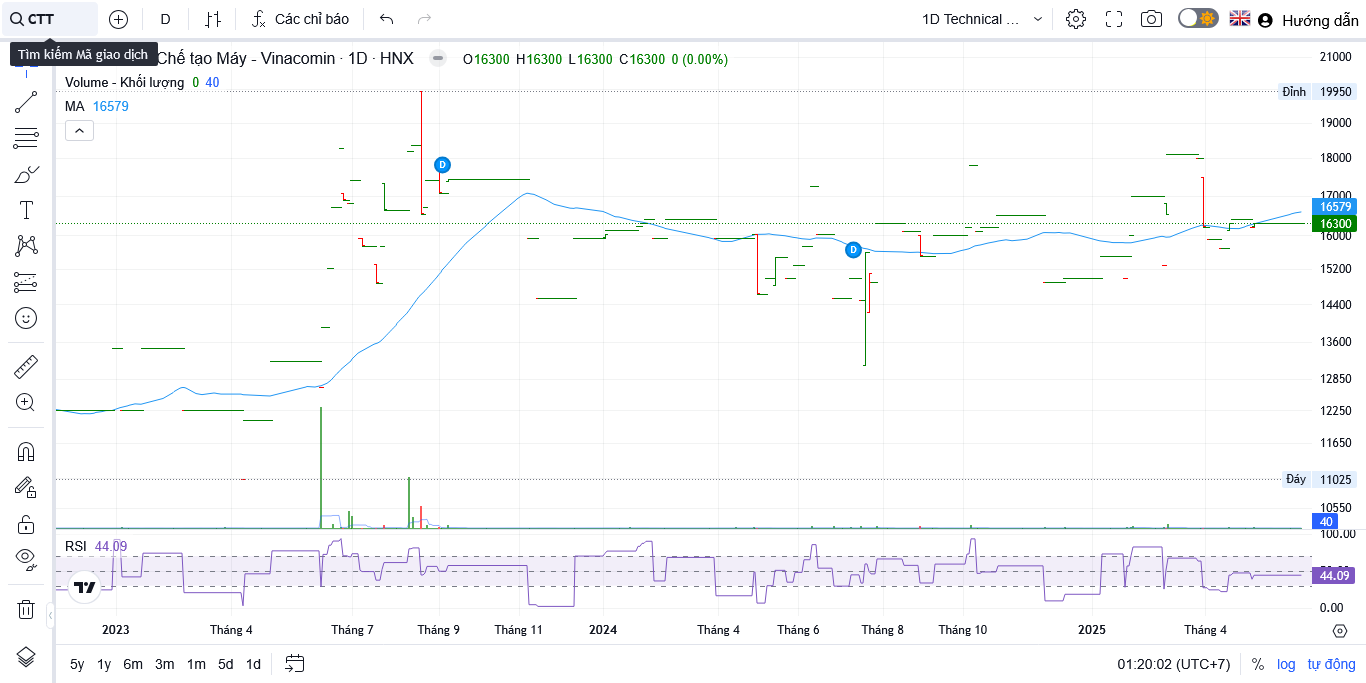 CTT D Các chỉ báo 1D Technical ... Hướng dẫn
Tìm kiếm Mã giao dịch Chế tạo Máy - Vinacomin · 1D · HNX O16300 H16300 L16300 C16300 0 (0.00%)
Volume - Khối lượng 0 40
MA 16579
21000
Đỉnh 19950
19000
18000
17000
16579
16300
16000
15200
14400
13600
12850
12250
11650
Đáy 11025
10550
40
D
D
RSI 44.09
100.00
44.09
0.00
2023 Tháng 4 Tháng 7 Tháng 9 Tháng 11 2024 Tháng 4 Tháng 6 Tháng 8 Tháng 10 2025 Tháng 4
5y 1y 6m 3m 1m 5d 1d 01:20:02 (UTC+7) % log tự động